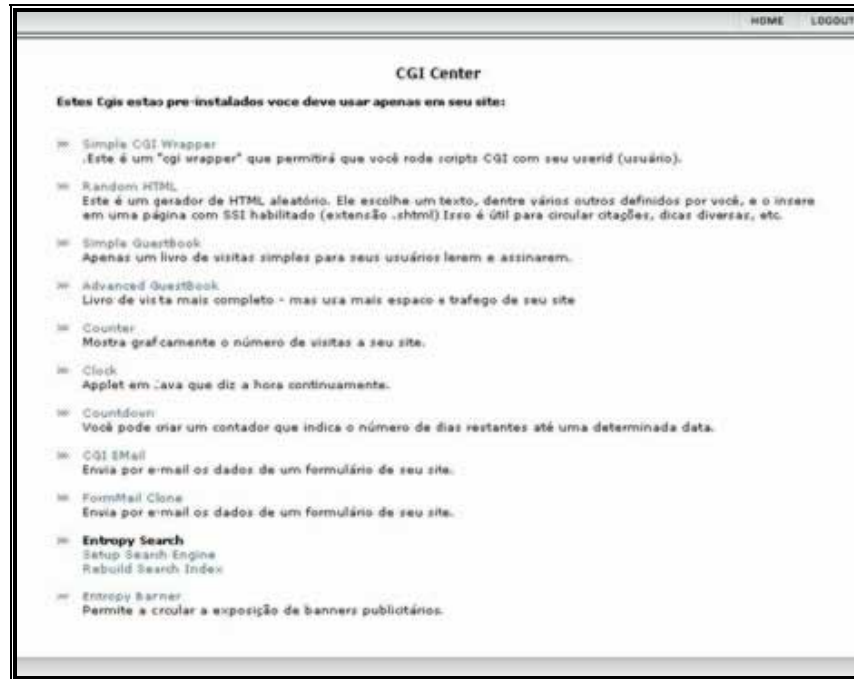 HOME LOGOUT
CGI Center
Estes Cgis estao pre-instalados voce deve usar apenas em seu site:
Simple CGI Wrapper
.Este é um "cgi wrapper" que permitirá que você rode scripts CGI com seu userid (usuário).
Random HTML
Este é um gerador de HTML aleatório. Ele escolhe um texto, dentre vários outros definidos por você, e o insere
em uma página com SSI habilitado (extensão .shtml) Isso é útil para circular citações, dicas diversas, etc.
Simple Guestbook
Apenas um livro de visitas simples para seus usuários lerem e assinarem.
Advanced GuestBook
Livro de vista mais completo - mas usa mais espaco e trafego de seu site
Counter
Mostra graficamente o número de visitas a seu site.
Clock
Applet em Java que diz a hora continuamente.
Countdown
Você pode criar um contador que indica o número de dias restantes até uma determinada data.
CGI EMail
Envia por e-mail os dados de um formulário de seu site.
FormMail Clone
Envia por e-mail os dados de um formulário de seu site.
Entropy Search
Setup Search Engine
Rebuild Search Index
Entropy Banner
Permite a circular a exposição de banners publicitários.